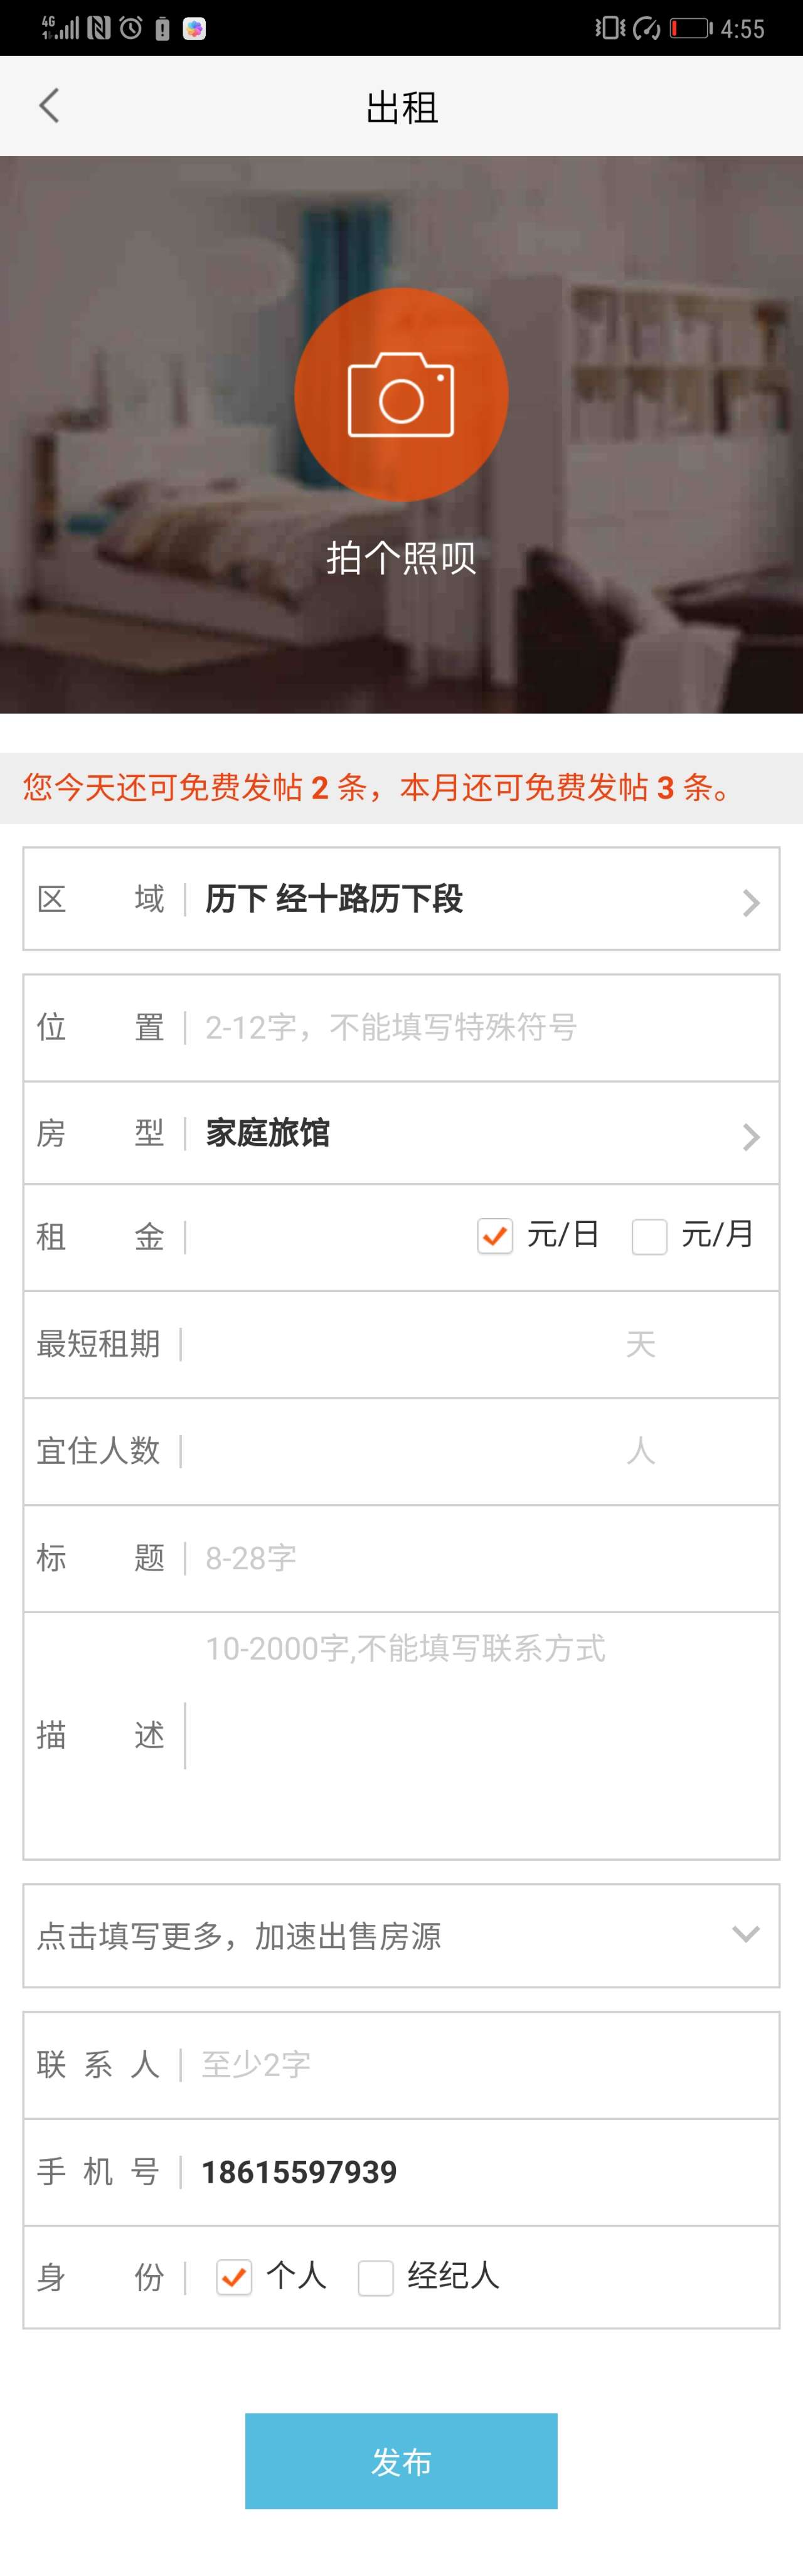 4G 4:55
出租
拍个照呗
您今天还可免费发帖 2 条，本月还可免费发帖 3 条。
区 域 历下 经十路历下段
位 置 2-12字，不能填写特殊符号
房 型 家庭旅馆
租 金 元/日 元/月
最短租期 天
宜住人数 人
标 题 8-28字
10-2000字,不能填写联系方式
描 述
点击填写更多，加速出售房源
联 系 人 至少2字
手 机 号 18615597939
身 份 个人 经纪人
发布